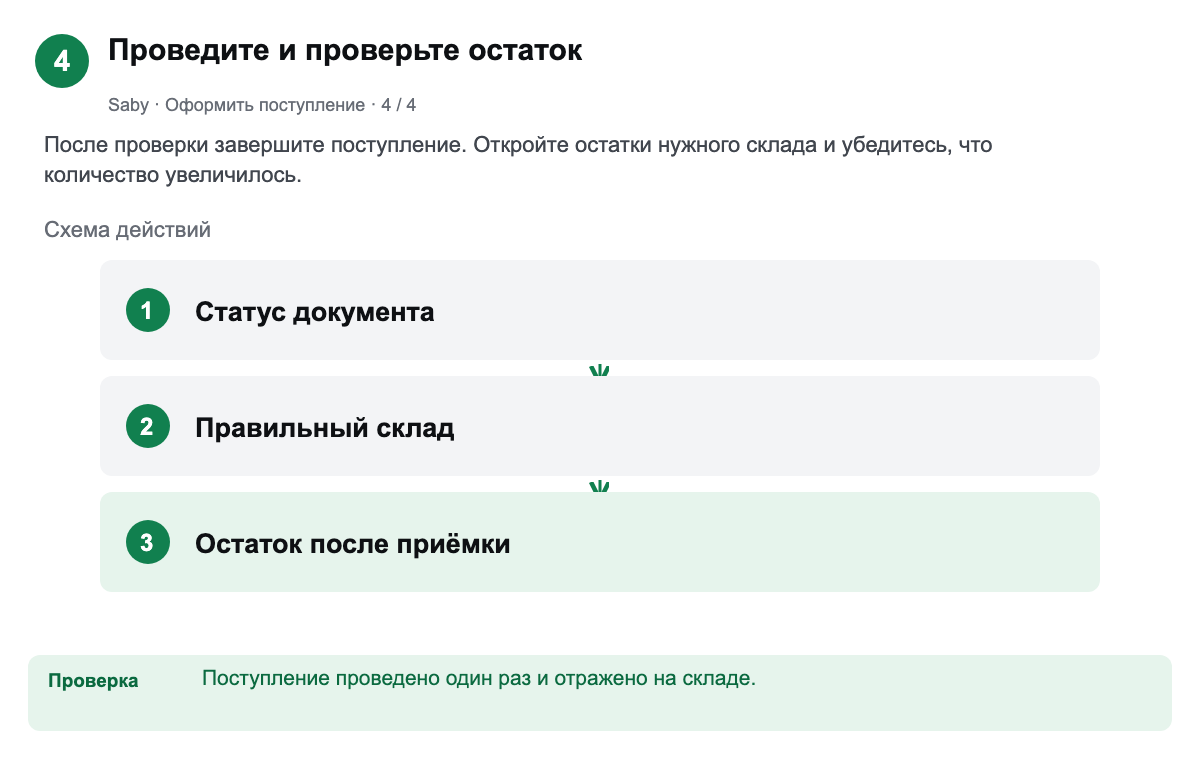 4
Проведите и проверьте остаток
Saby · Оформить поступление · 4 / 4
После проверки завершите поступление. Откройте остатки нужного склада и убедитесь, что
количество увеличилось.
Схема действий
1 Статус документа
2 Правильный склад
3 Остаток после приёмки
Проверка Поступление проведено один раз и отражено на складе.